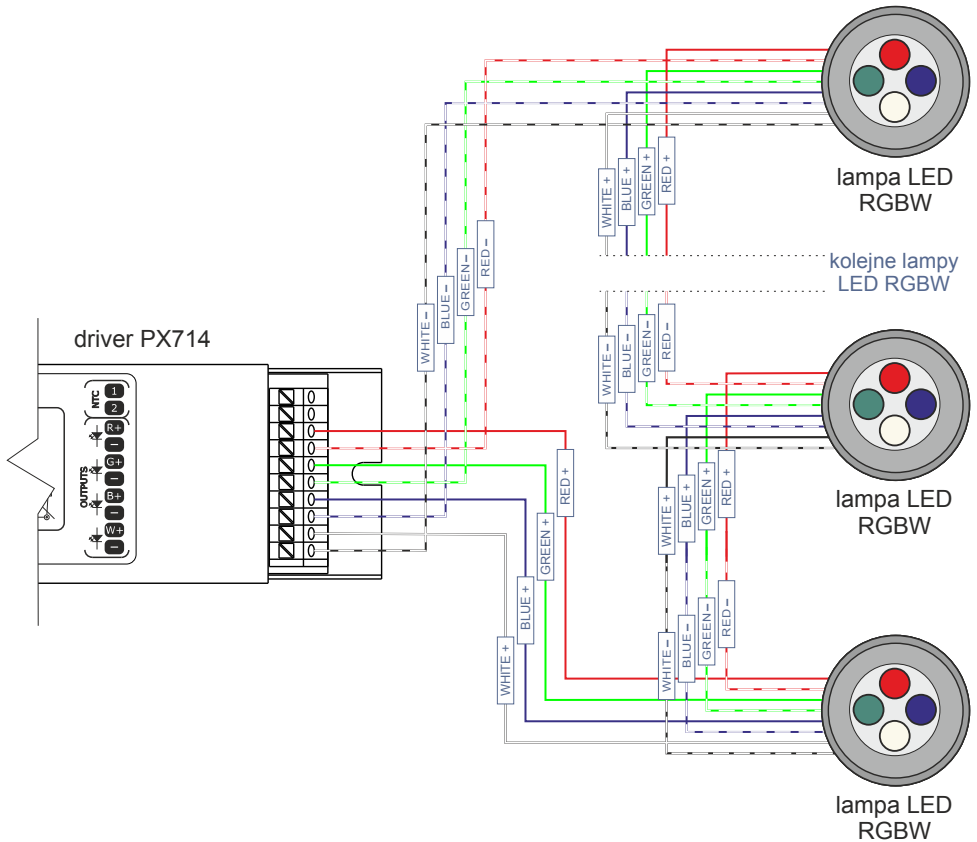 lampa LED
RGBW
WHITE +
BLUE +
GREEN +
RED +
kolejne lampy
LED RGBW
WHITE –
BLUE –
GREEN–
RED –
driver PX714
NTC
1
2
OUTPUTS
R+
–
G+
–
B+
–
W+
–
WHITE –
BLUE –
GREEN–
RED –
lampa LED
RGBW
RED +
GREEN +
BLUE +
WHITE +
WHITE +
BLUE +
GREEN +
RED +
WHITE–
BLUE –
GREEN–
RED –
lampa LED
RGBW